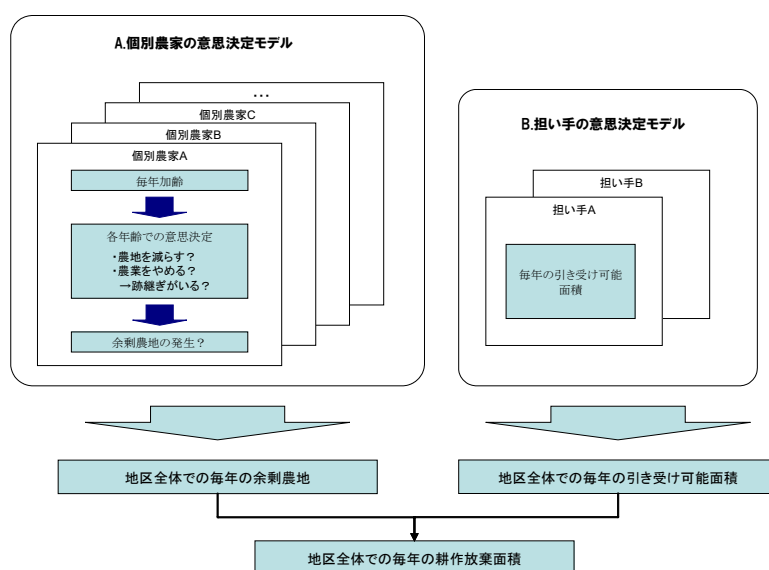 A.個別農家の意思決定モデル
…
個別農家C
個別農家B
個別農家A
毎年加齢
各年齢での意思決定
・農地を減らす？
・農業をやめる？
→跡継ぎがいる？
余剰農地の発生？
B.担い手の意思決定モデル
担い手B
担い手A
毎年の引き受け可能
面積
地区全体での毎年の余剰農地
地区全体での毎年の引き受け可能面積
地区全体での毎年の耕作放棄面積